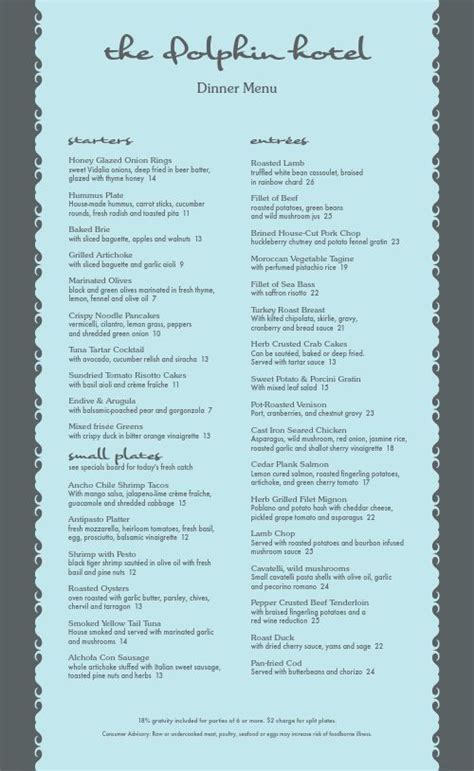 the Dolphin hotel
Dinner Menu
starters
Honey Glazed Onion Rings
sweet Vidalia onions, deep fried in beer batter,
glazed with thyme honey 14
Hummus Plate
House-made hummus, carrot sticks, cucumber
rounds, fresh radish and toasted pita 11
Baked Brie
with sliced baguette, apples and walnuts 13
Grilled Artichoke
with sliced baguette and garlic aioli 9
Marinated Olives
black and green olives marinated in fresh thyme,
lemon, fennel and olive oil 7
Crispy Noodle Pancakes
vermicelli, cilantro, lemon grass, peppers
and shredded green onion 10
Tuna Tartar Cocktail
with avocado, cucumber relish and siracha 13
Sundried Tomato Risotto Cakes
with basil aioli and crème fraîche 11
Endive & Arugula
with balsamic-poached pear and gorgonzola 7
Mixed frisée Greens
with crispy duck in bitter orange vinaigrette 13
small plates
see specials board for today's fresh catch
Ancho Chile Shrimp Tacos
With mango salsa, jalapeno-lime crème fraîche,
guacamole and shredded cabbage 15
Antipasto Platter
fresh mozzarella, heirloom tomatoes, fresh basil,
egg, prosciutto, balsamic vinaigrette 12
Shrimp with Pesto
black tiger shrimp sautéed in olive oil with fresh
basil and pine nuts 12
Roasted Oysters
oven roasted with garlic butter, parsley, chives,
chervil and tarragon 13
Smoked Yellow Tail Tuna
House smoked and served with marinated garlic
and mushrooms 14
Alchofa Con Sausage
whole artichoke stuffed with Italian sweet sausage,
toasted pine nuts and herbs 13
entrées
Roasted Lamb
truffled white bean cassoulet, braised
in rainbow chard 26
Fillet of Beef
roasted potatoes, green beans
and wild mushroom jus 25
Brined House-Cut Pork Chop
huckleberry chutney and potato fennel gratin 23
Moroccan Vegetable Tagine
with perfumed pistachio rice 19
Fillet of Sea Bass
with saffron risotto 22
Turkey Roast Breast
With kilted chipolata, skirlie, gravy,
cranberry and bread sauce 21
Herb Crusted Crab Cakes
Can be sautéed, baked or deep fried.
Served with tartar sauce 13
Sweet Potato & Porcini Gratin
With mixed leaf salad 15
Pot-Roasted Venison
Port, cranberries, and chestnut gravy 23
Cast Iron Seared Chicken
Asparagus, wild mushroom, red onion, jasmine rice,
roasted garlic and shallot sherry vinaigrette 18
Cedar Plank Salmon
Lemon cured salmon, roasted fingerling potatoes,
artichoke, and green cherry tomato 17
Herb Grilled Filet Mignon
Poblano and potato hash with cheddar cheese,
pickled grape tomato and asparagus 22
Lamb Chop
Served with roasted potatoes and bourbon infused
mushroom sauce 25
Cavatelli, wild mushrooms
Small cavatelli pasta shells with olive oil, garlic
and pecorino romano 24
Pepper Crusted Beef Tenderloin
with braised fingerling potatoes and a
red wine reduction 25
Roast Duck
with dried cherry sauce, yams and sage 22
Pan-fried Cod
Served with butterbeans and chorizo 24
18% gratuity included for parties of 6 or more. $2 charge for split plates.
Consumer Advisory: Raw or undercooked meat, poultry, seafood or eggs may increase risk of foodborne illness.